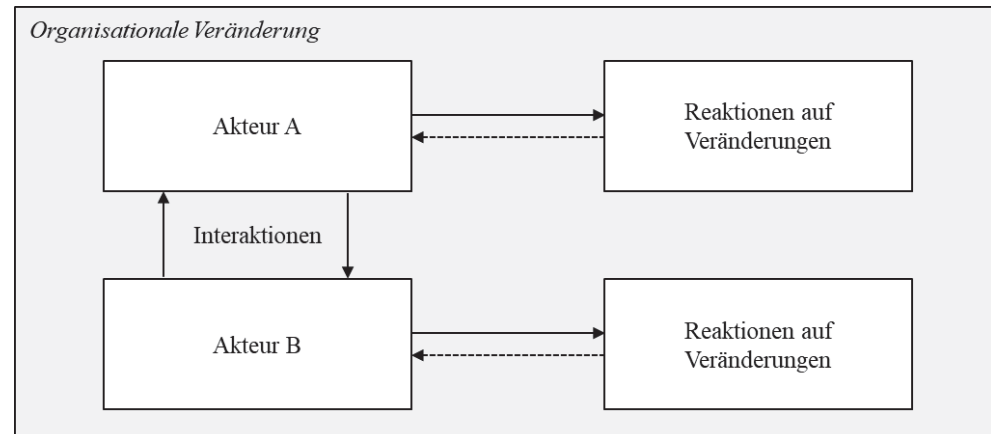 Organisationale Veränderung
Akteur A
Reaktionen auf
Veränderungen
Interaktionen
Akteur B
Reaktionen auf
Veränderungen